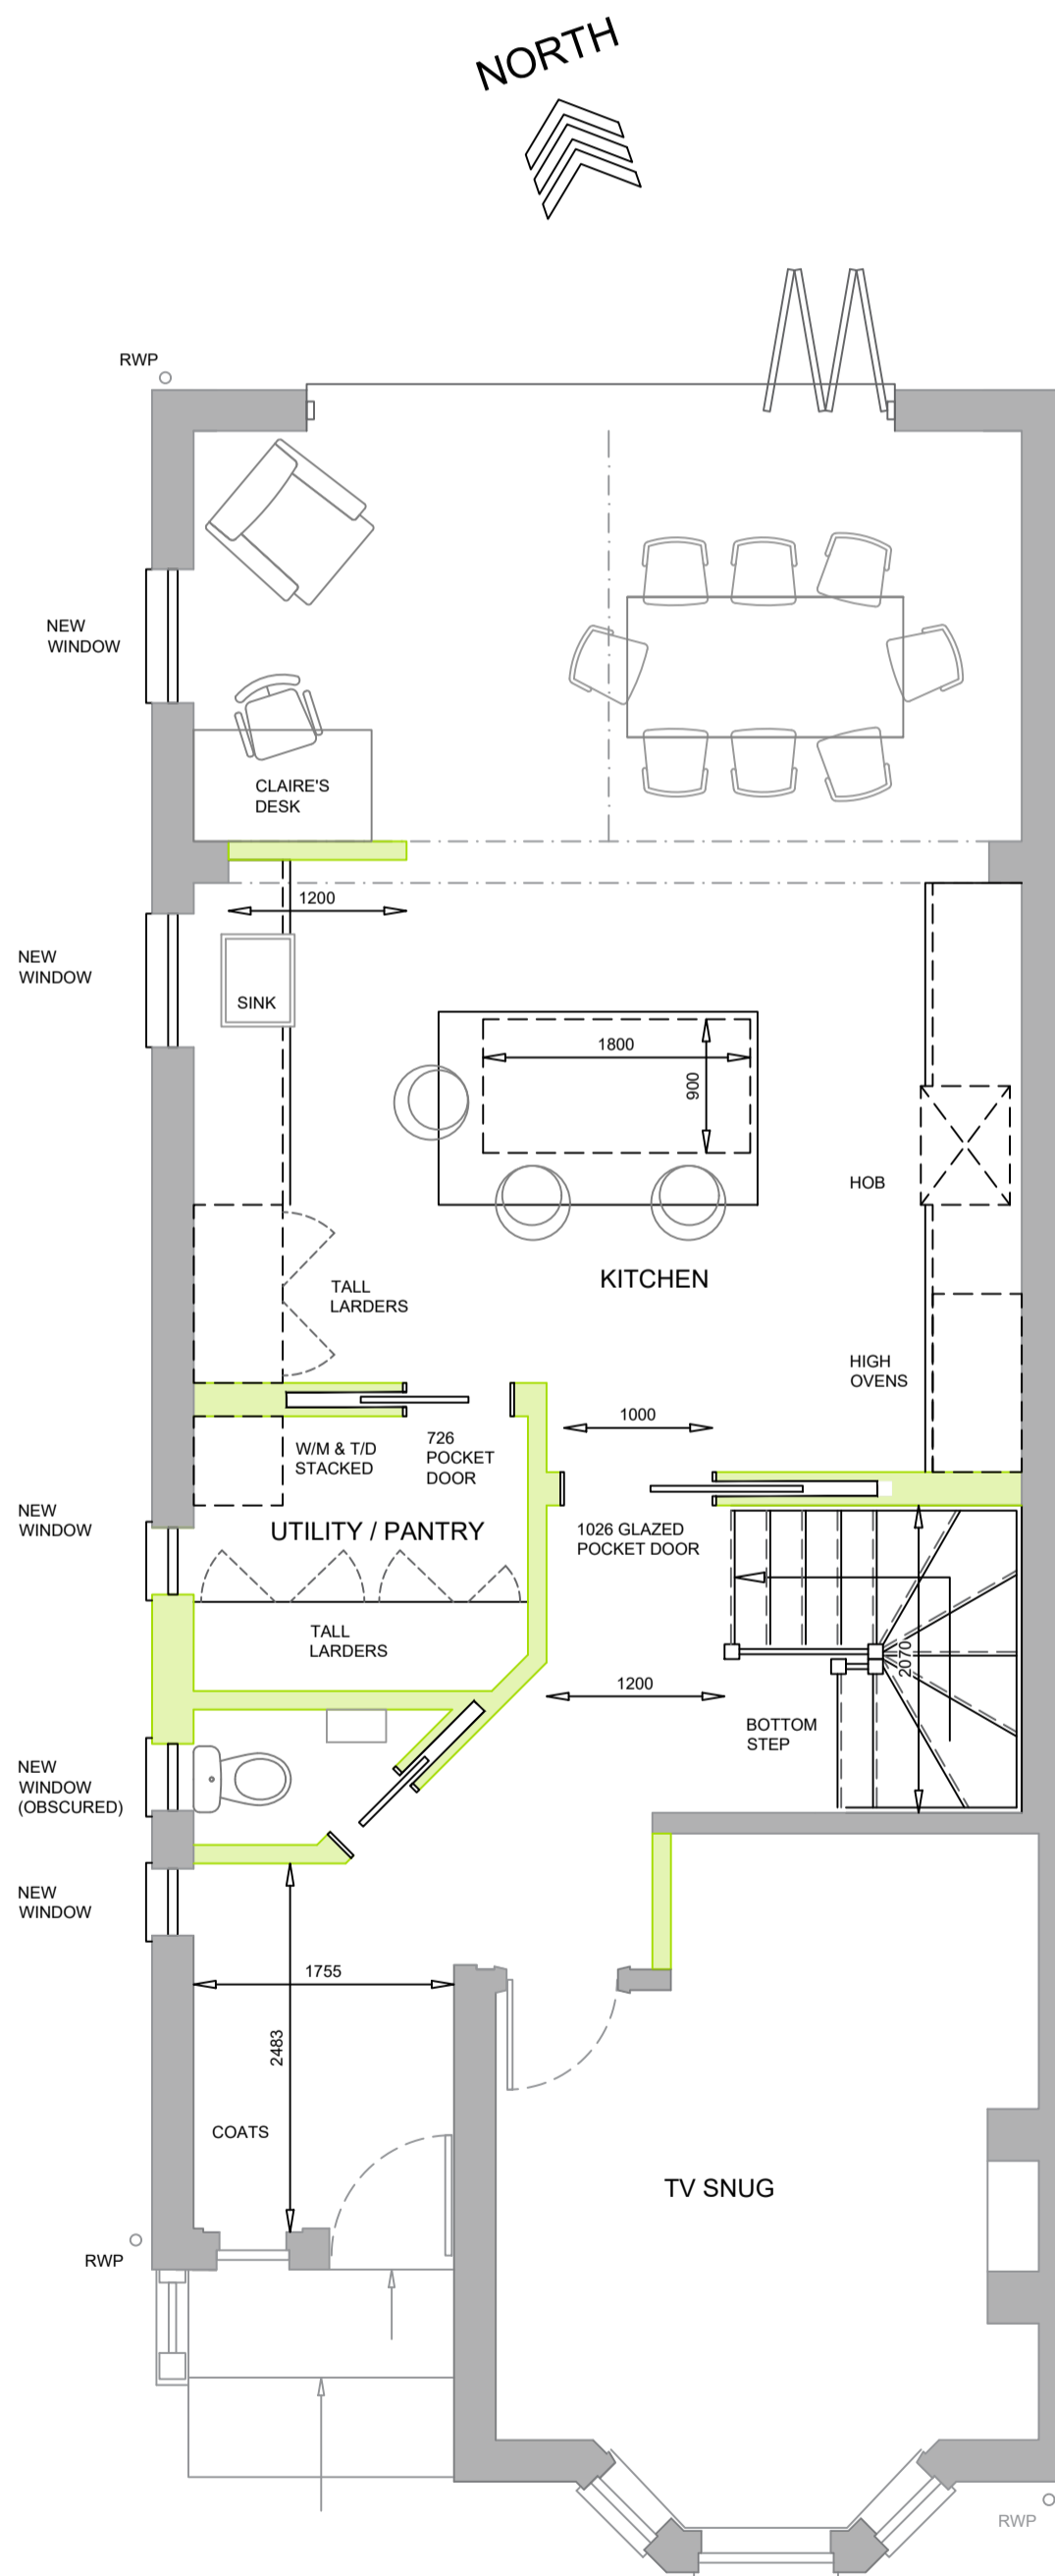 NORTH
RWP
NEW
WINDOW
CLAIRE'S
DESK
1200
NEW
WINDOW
SINK
1800
900
HOB
KITCHEN
TALL
LARDERS
HIGH
OVENS
1000
726
POCKET
DOOR
W/M & T/D
STACKED
NEW
WINDOW
UTILITY / PANTRY
1026 GLAZED
POCKET DOOR
TALL
LARDERS
2070
1200
BOTTOM
STEP
NEW
WINDOW
(OBSCURED)
NEW
WINDOW
1755
2483
COATS
TV SNUG
RWP
RWP